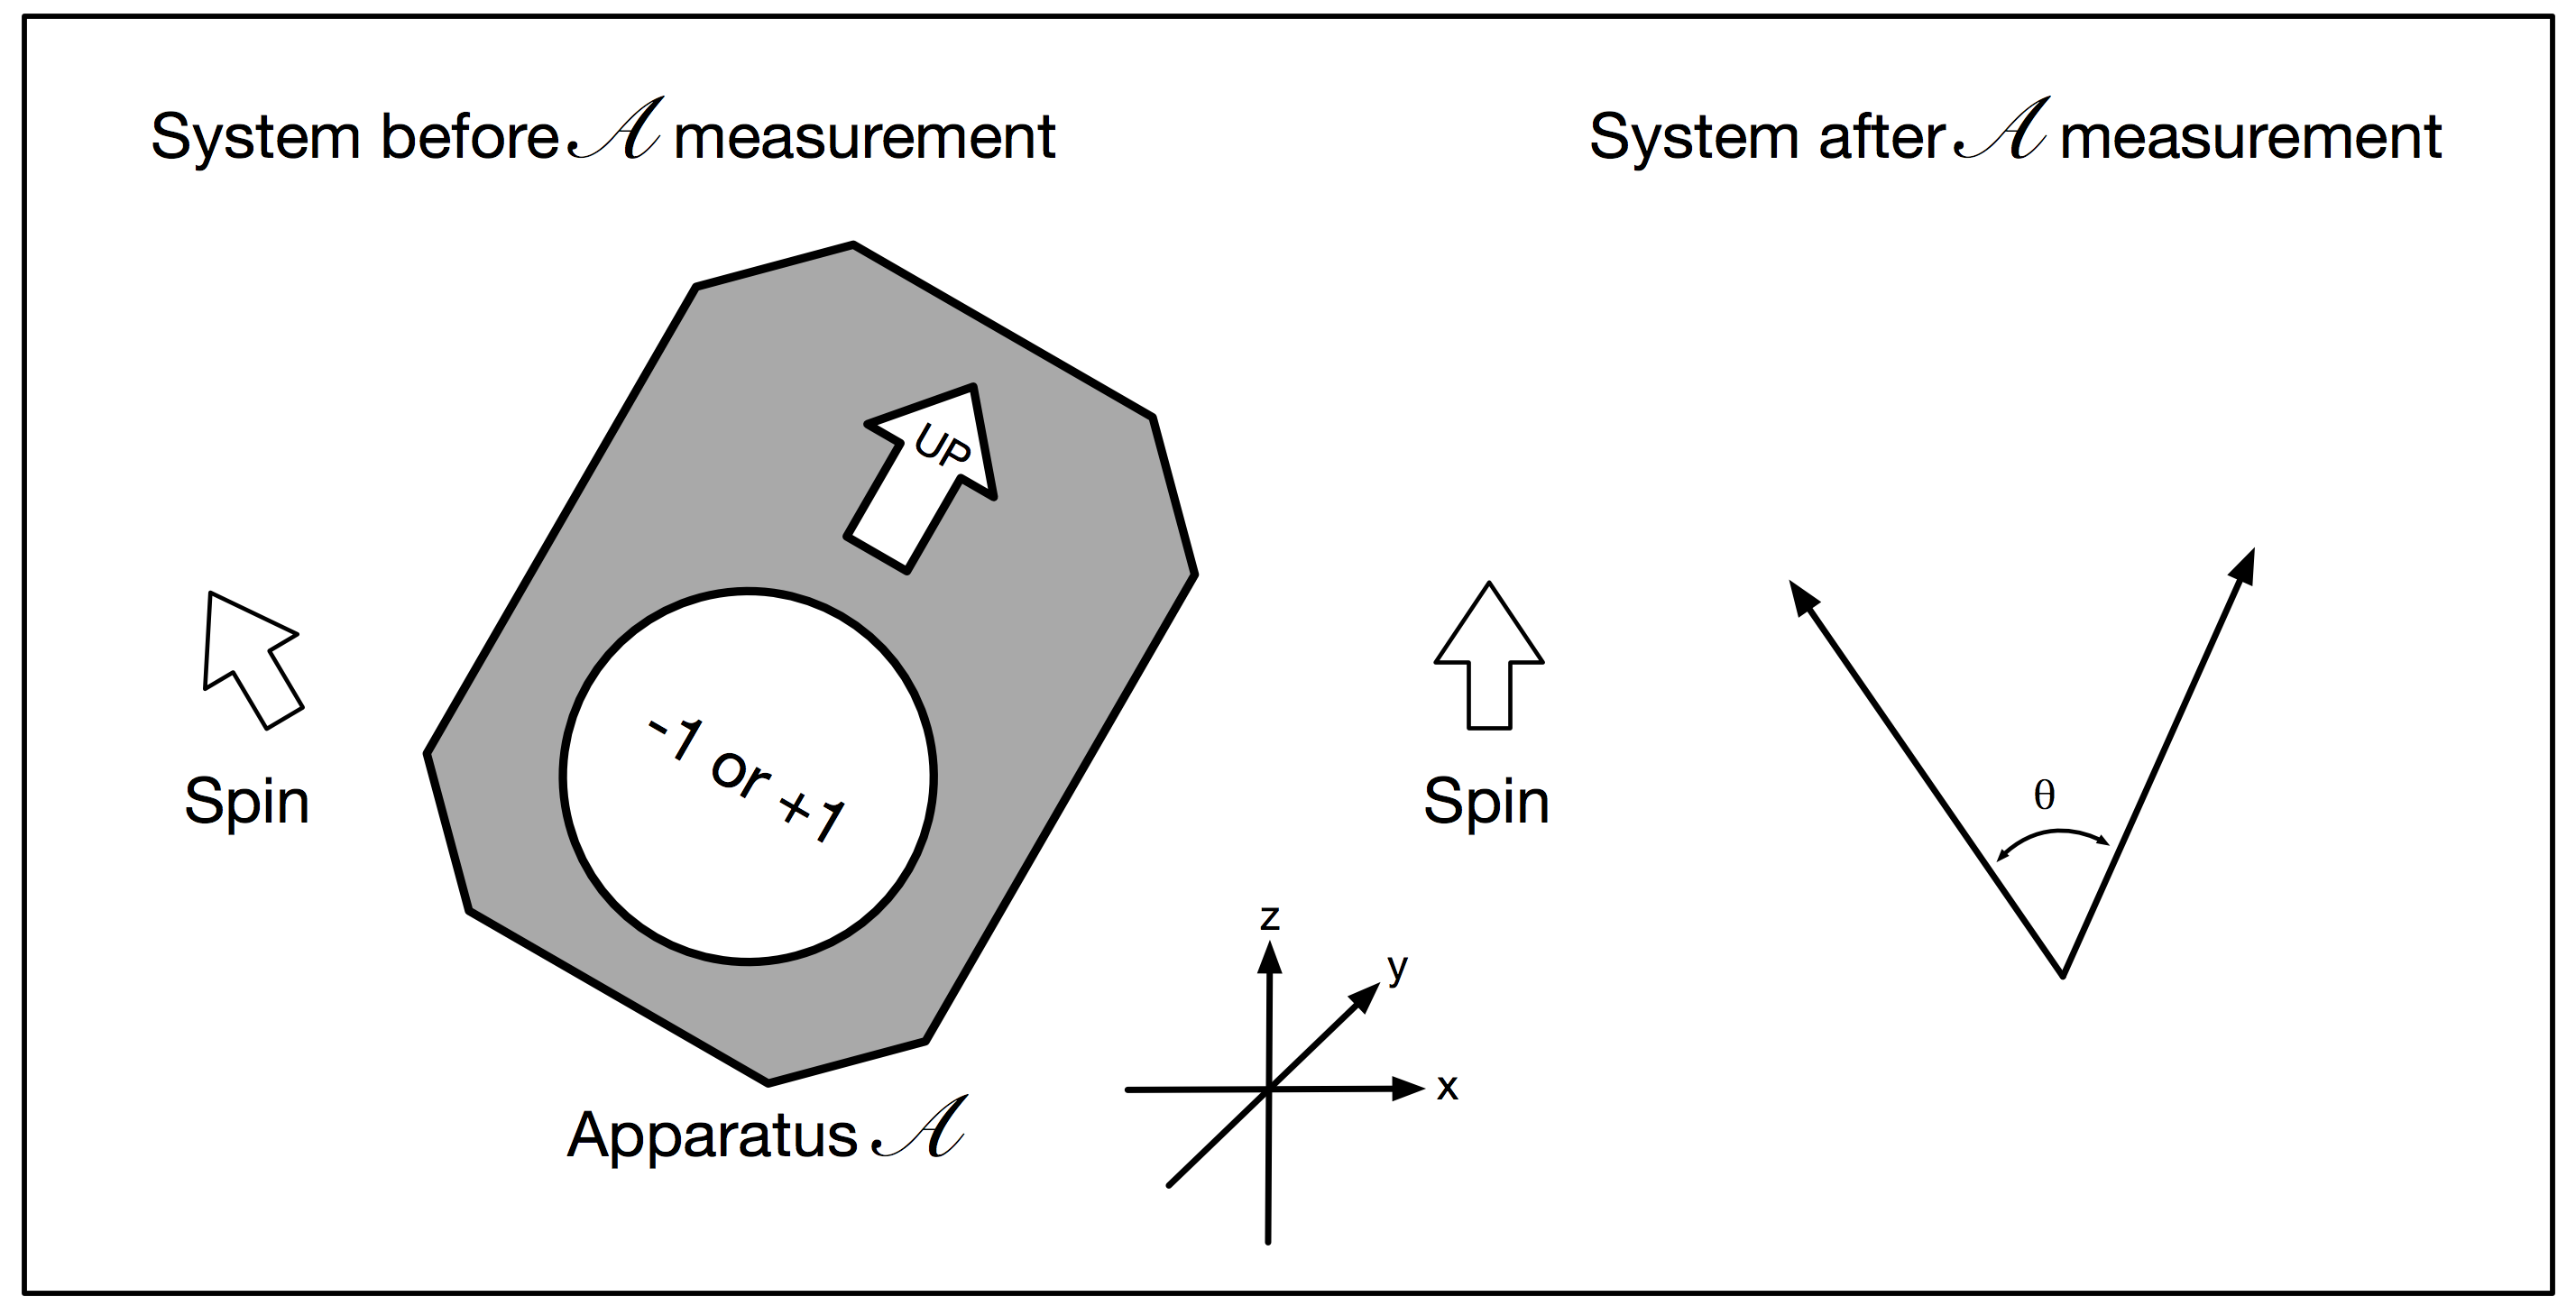 System before 𝒜 measurement
System after 𝒜 measurement
UP
Spin
-1 or +1
Spin
θ
z
y
x
Apparatus 𝒜